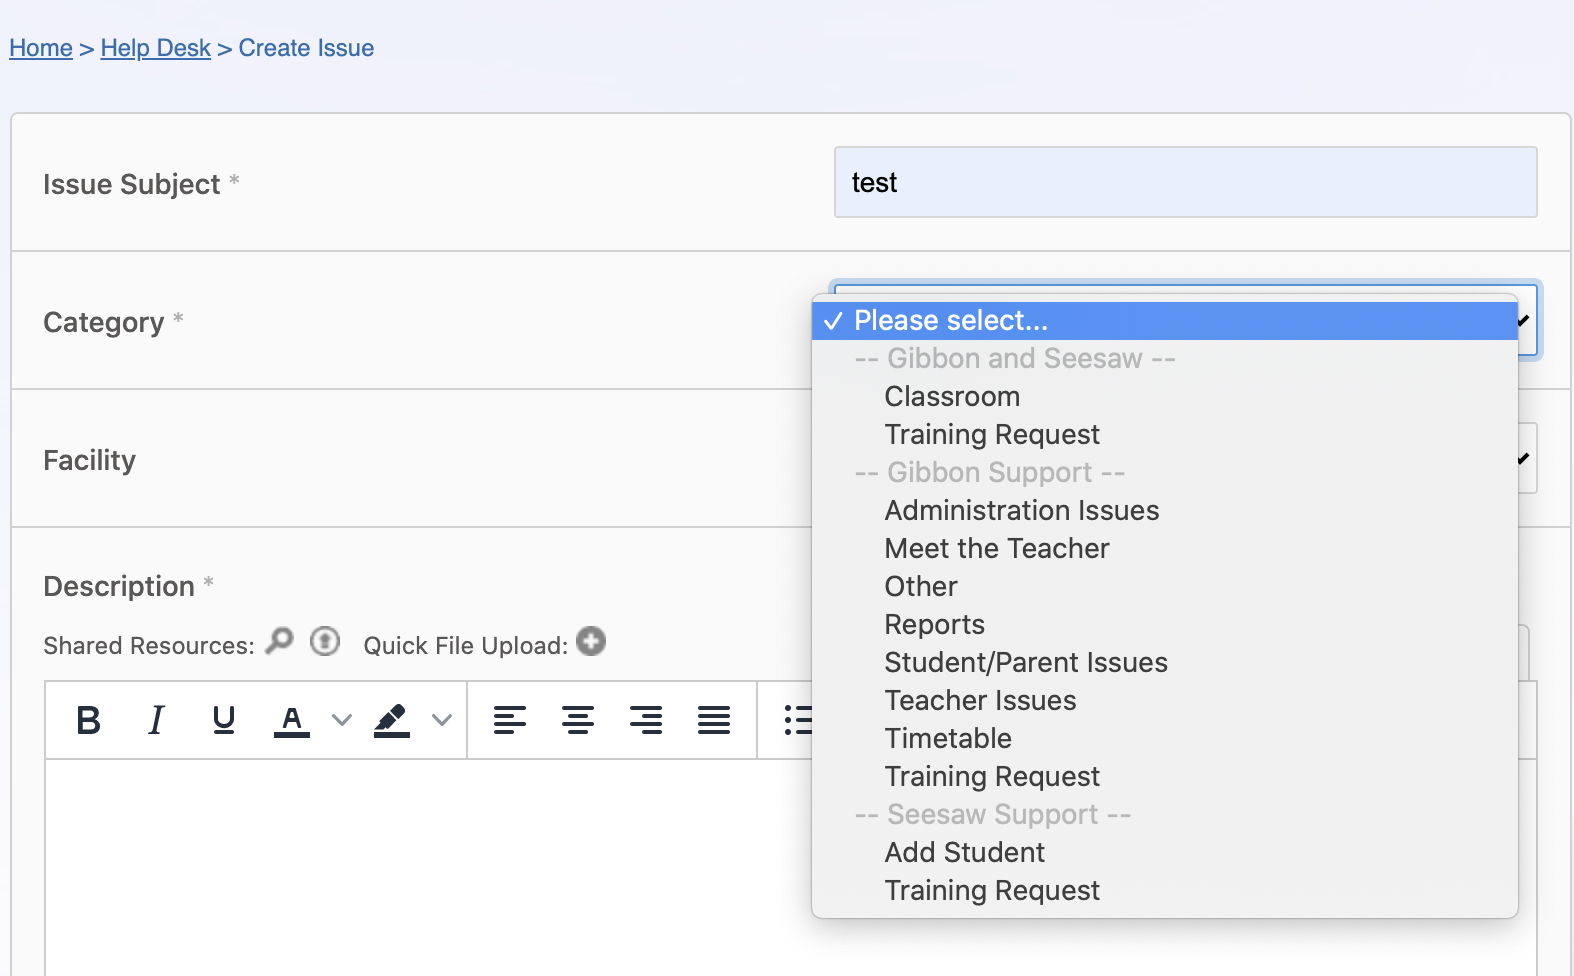 Home > Help Desk > Create Issue
Issue Subject *
test
Category *
✓ Please select...
-- Gibbon and Seesaw --
Classroom
Training Request
-- Gibbon Support --
Administration Issues
Meet the Teacher
Other
Reports
Student/Parent Issues
Teacher Issues
Timetable
Training Request
-- Seesaw Support --
Add Student
Training Request
Facility
Description *
Shared Resources: Quick File Upload:
B I U A